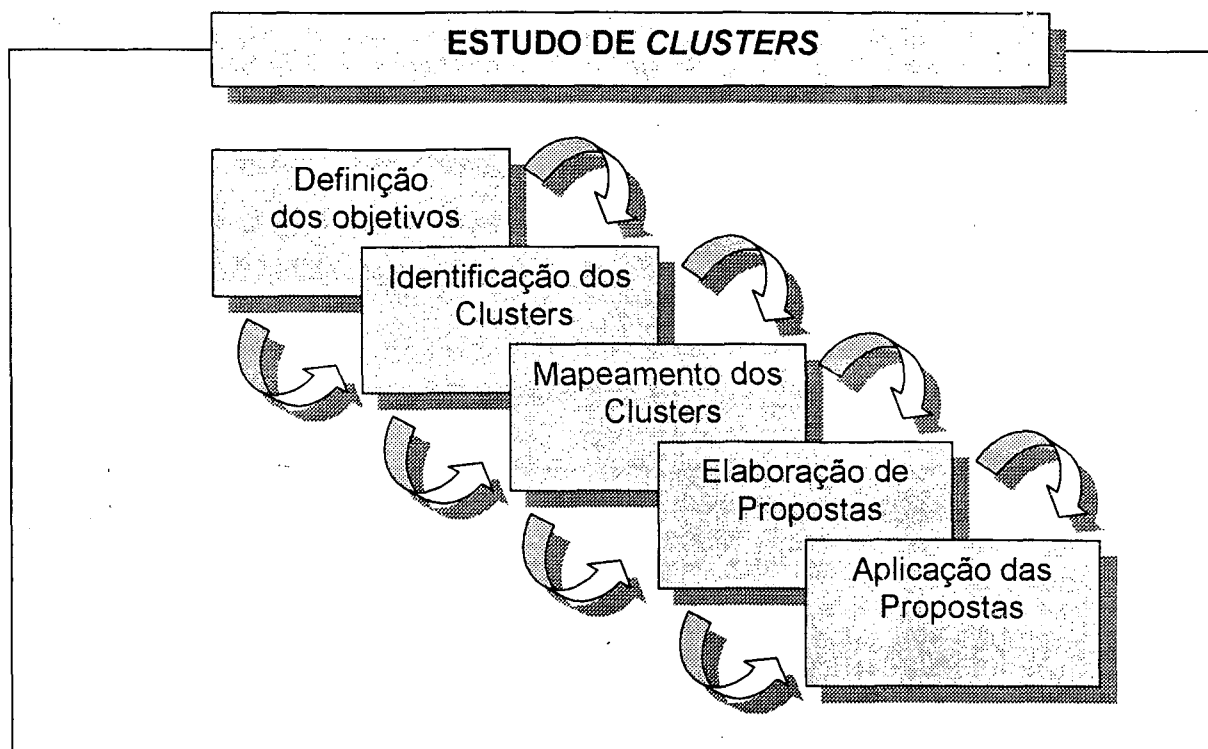 ESTUDO DE CLUSTERS
Definição
dos objetivos
Identificação dos
Clusters
Mapeamento dos
Clusters
Elaboração de
Propostas
Aplicação das
Propostas